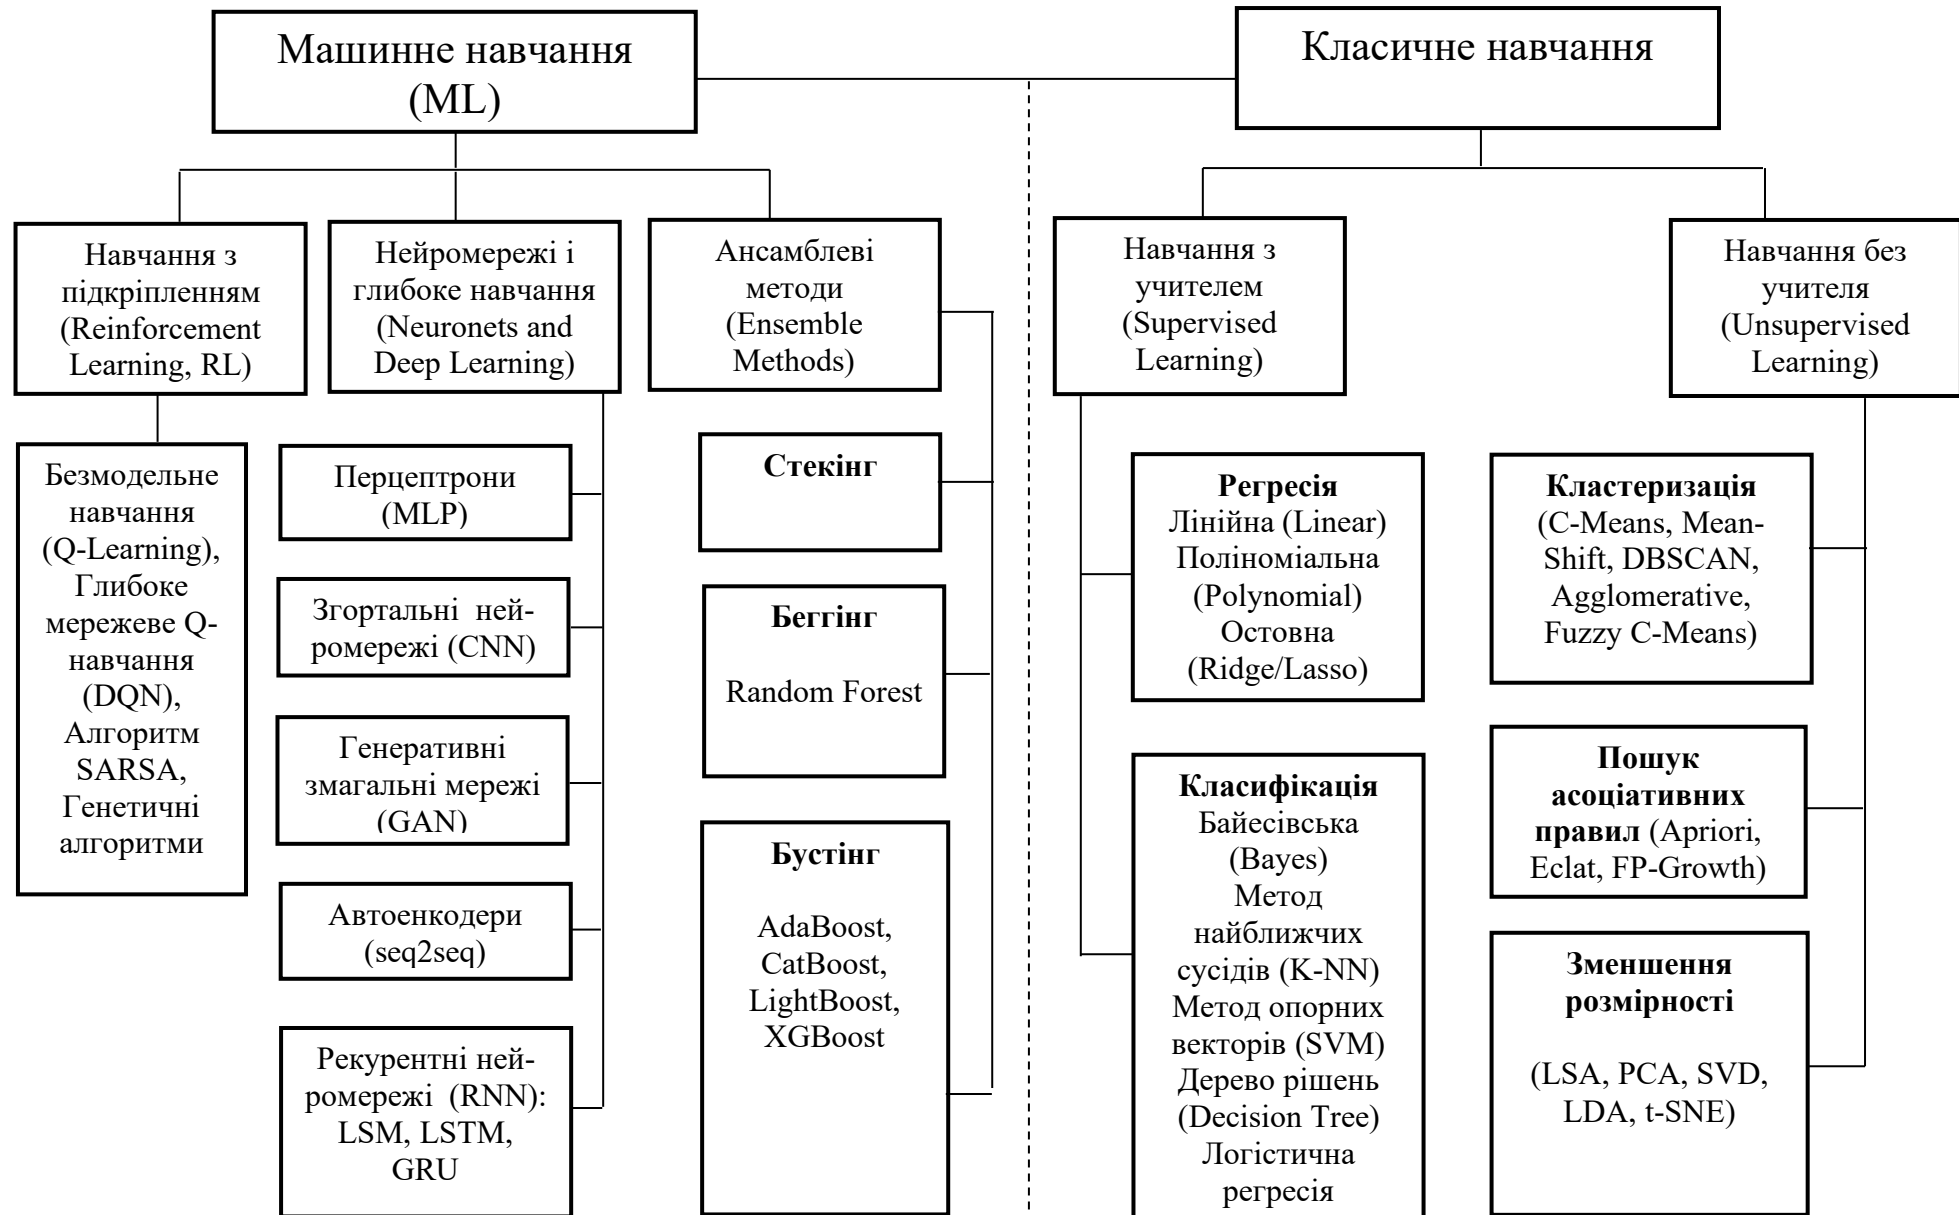 Машинне навчання
(ML)
Класичне навчання
Навчання з
підкріпленням
(Reinforcement
Learning, RL)
Нейромережі і
глибоке навчання
(Neuronets and
Deep Learning)
Ансамблеві
методи
(Ensemble
Methods)
Навчання з
учителем
(Supervised
Learning)
Навчання без
учителя
(Unsupervised
Learning)
Безмодельне
навчання
(Q-Learning),
Глибоке
мережеве Q-
навчання
(DQN),
Алгоритм
SARSA,
Генетичні
алгоритми
Перцептрони
(MLP)
Згортальні ней-
ромережі (CNN)
Генеративні
змагальні мережі
(GAN)
Автоенкодери
(seq2seq)
Рекурентні ней-
ромережі (RNN):
LSM, LSTM,
GRU
Стекінг
Беггінг
Random Forest
Бустінг
AdaBoost,
CatBoost,
LightBoost,
XGBoost
Регресія
Лінійна (Linear)
Поліноміальна
(Polynomial)
Остовна
(Ridge/Lasso)
Класифікація
Байесівська
(Bayes)
Метод
найближчих
сусідів (K-NN)
Метод опорних
векторів (SVM)
Дерево рішень
(Decision Tree)
Логістична
регресія
Кластеризація
(C-Means, Mean-
Shift, DBSCAN,
Agglomerative,
Fuzzy C-Means)
Пошук
асоціативних
правил (Apriori,
Eclat, FP-Growth)
Зменшення
розмірності
(LSA, PCA, SVD,
LDA, t-SNE)